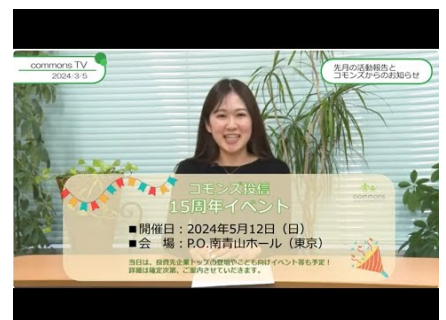 commons TV
2024・3・5
先月の活動報告と
コモンズからのお知らせ
コモンズ投信
15周年イベント
commons
■開催日：2024年5月12日（日）
■会　場：P.O.南青山ホール（東京）
当日は、投資先企業トップの登場やこども向けイベント等も予定！
詳細は確定次第、ご案内させていただきます。